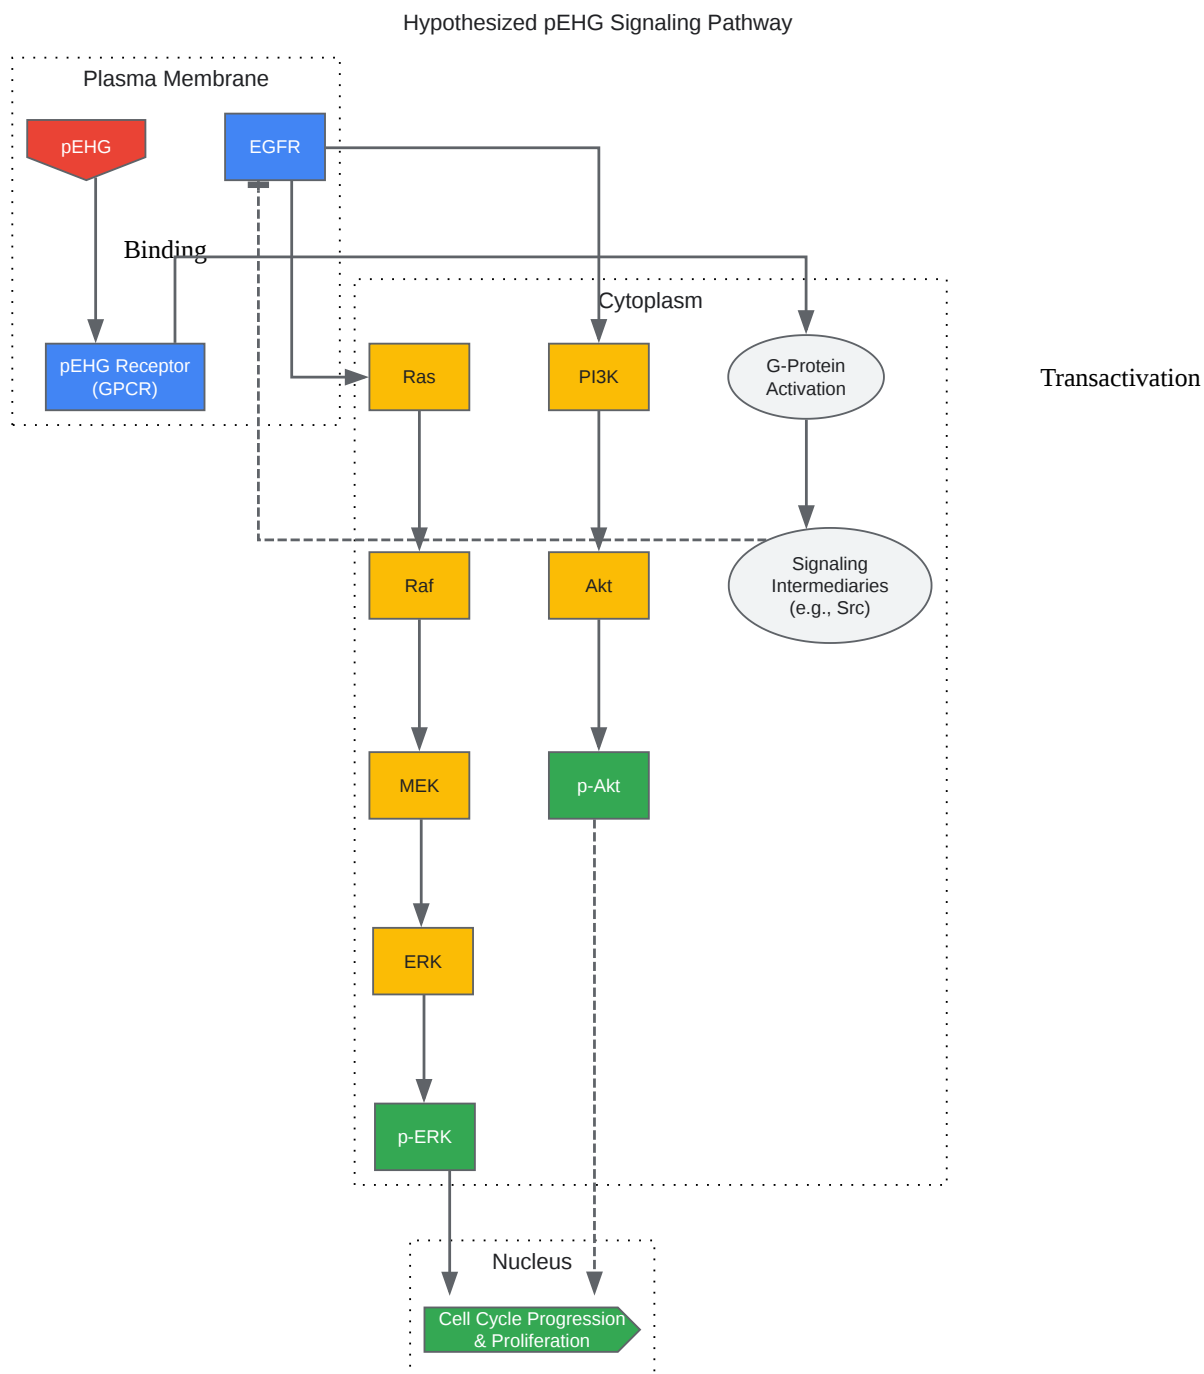 Hypothesized pEHG Signaling Pathway
Plasma Membrane
pEHG
EGFR
Binding
Cytoplasm
pEHG Receptor
(GPCR)
Ras
PI3K
G-Protein
Activation
Transactivation
Raf
Akt
Signaling
Intermediaries
(e.g., Src)
MEK
p-Akt
ERK
p-ERK
Nucleus
Cell Cycle Progression
& Proliferation